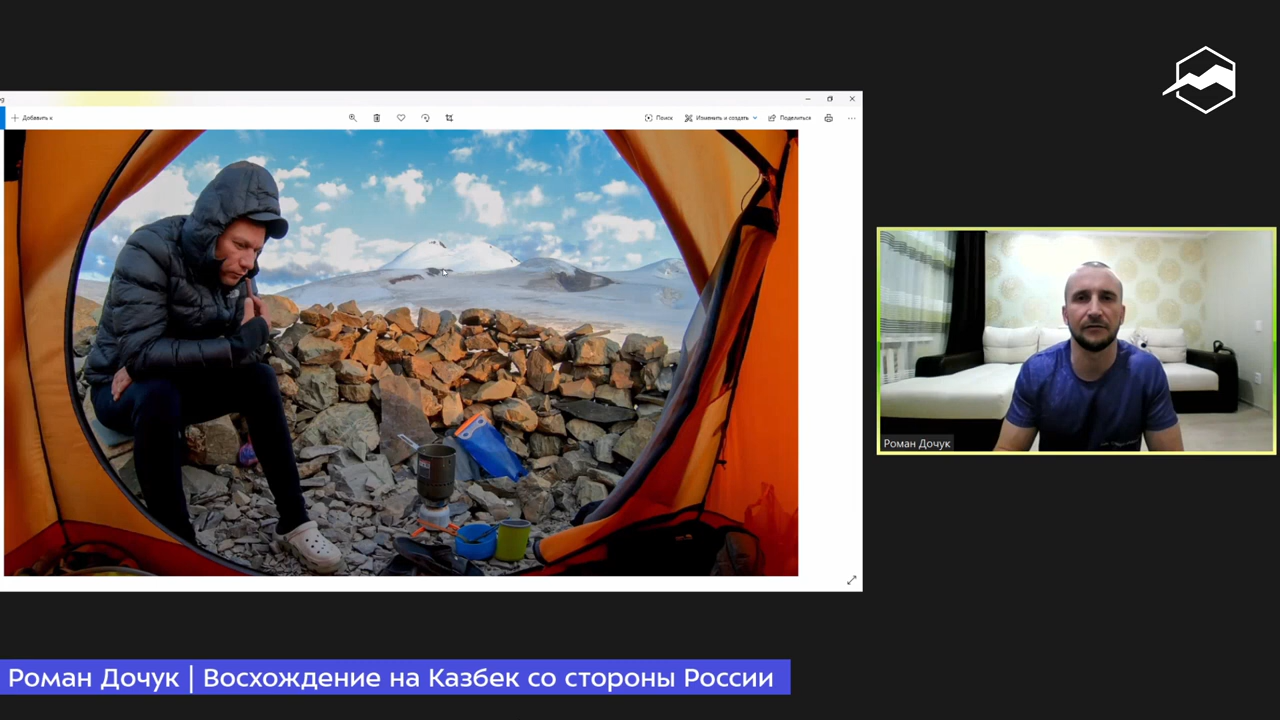 Добавить к
Поиск
Изменить и создать
Поделиться
Роман Дочук
Роман Дочук | Восхождение на Казбек со стороны России